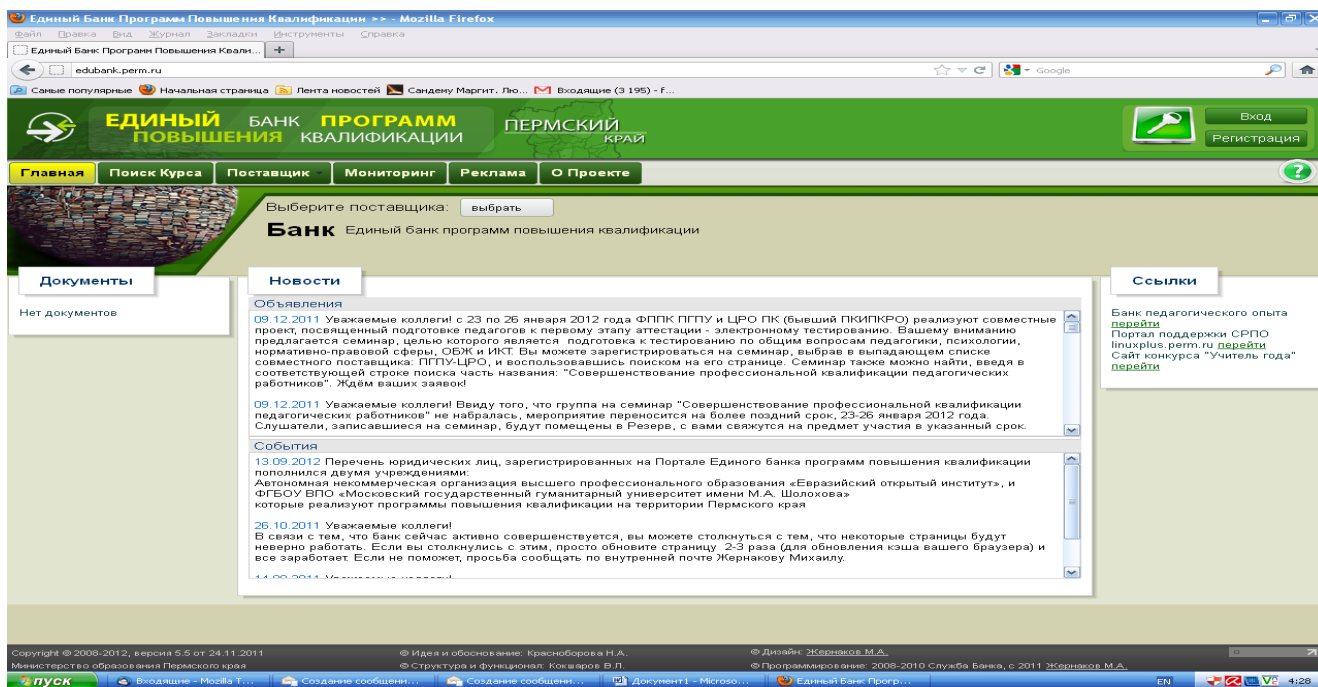 Единый Банк Программ Повышения Квалификации >> - Mozilla Firefox
Файл Правка Вид Журнал Закладки Инструменты Справка
Единый Банк Программ Повышения Квали...
edubank.perm.ru
Google
Самые популярные Начальная страница Лента новостей Сандему Маргит. Лю... Входящие (3 195) - f...
ЕДИНЫЙ БАНК ПРОГРАММ
ПОВЫШЕНИЯ КВАЛИФИКАЦИИ
ПЕРМСКИЙ
КРАЙ
Вход
Регистрация
Главная Поиск Курса Поставщик Мониторинг Реклама О Проекте
Выберите поставщика: выбрать
Банк Единый банк программ повышения квалификации
Документы
Нет документов
Новости
Объявления
09.12.2011 Уважаемые коллеги! с 23 по 26 января 2012 года ФППК ПГПУ и ЦРО ПК (бывший ПКИПКРО) реализуют совместные
проект, посвященный подготовке педагогов к первому этапу аттестации - электронному тестированию. Вашему вниманию
предлагается семинар, целью которого является подготовка к тестированию по общим вопросам педагогики, психологии,
нормативно-правовой сферы, ОБЖ и ИКТ. Вы можете зарегистрироваться на семинар, выбрав в выпадающем списке
совместного поставщика: ПГПУ-ЦРО, и воспользовавшись поиском на его странице. Семинар также можно найти, введя в
соответствующей строке поиска часть названия: "Совершенствование профессиональной квалификации педагогических
работников". Ждём ваших заявок!
09.12.2011 Уважаемые коллеги! Ввиду того, что группа на семинар "Совершенствование профессиональной квалификации
педагогических работников" не набралась, мероприятие переносится на более поздний срок, 23-26 января 2012 года.
Слушатели, записавшиеся на семинар, будут помещены в Резерв, с вами свяжутся на предмет участия в указанный срок.
События
13.09.2012 Перечень юридических лиц, зарегистрированных на Портале Единого банка программ повышения квалификации
пополнился двумя учреждениями:
Автономная некоммерческая организация высшего профессионального образования «Евразийский открытый институт», и
ФГБОУ ВПО «Московский государственный гуманитарный университет имени М.А. Шолохова»
которые реализуют программы повышения квалификации на территории Пермского края
26.10.2011 Уважаемые коллеги!
В связи с тем, что банк сейчас активно совершенствуется, вы можете столкнуться с тем, что некоторые страницы будут
неверно работать. Если вы столкнулись с этим, просто обновите страницу 2-3 раза (для обновления кэша вашего браузера) и
все заработает. Если не поможет, просьба сообщать по внутренней почте Жернакову Михаилу.
Ссылки
Банк педагогического опыта
перейти
Портал поддержки СРПО
linuxplus.perm.ru перейти
Сайт конкурса "Учитель года"
перейти
Copyright © 2008-2012, версия 5.5 от 24.11.2011
Министерство образования Пермского края
© Идея и обоснование: Красноборова Н.А.
© Структура и функционал: Кокшаров В.Л.
© Дизайн: Жернаков М.А.
© Программирование: 2008-2010 Служба Банка, с 2011 Жернаков М.А.
пуск Входящие - Mozilla T... Создание сообщени... Создание сообщени... Документ1 - Microso... Единый Банк Прогр... EN 4:28